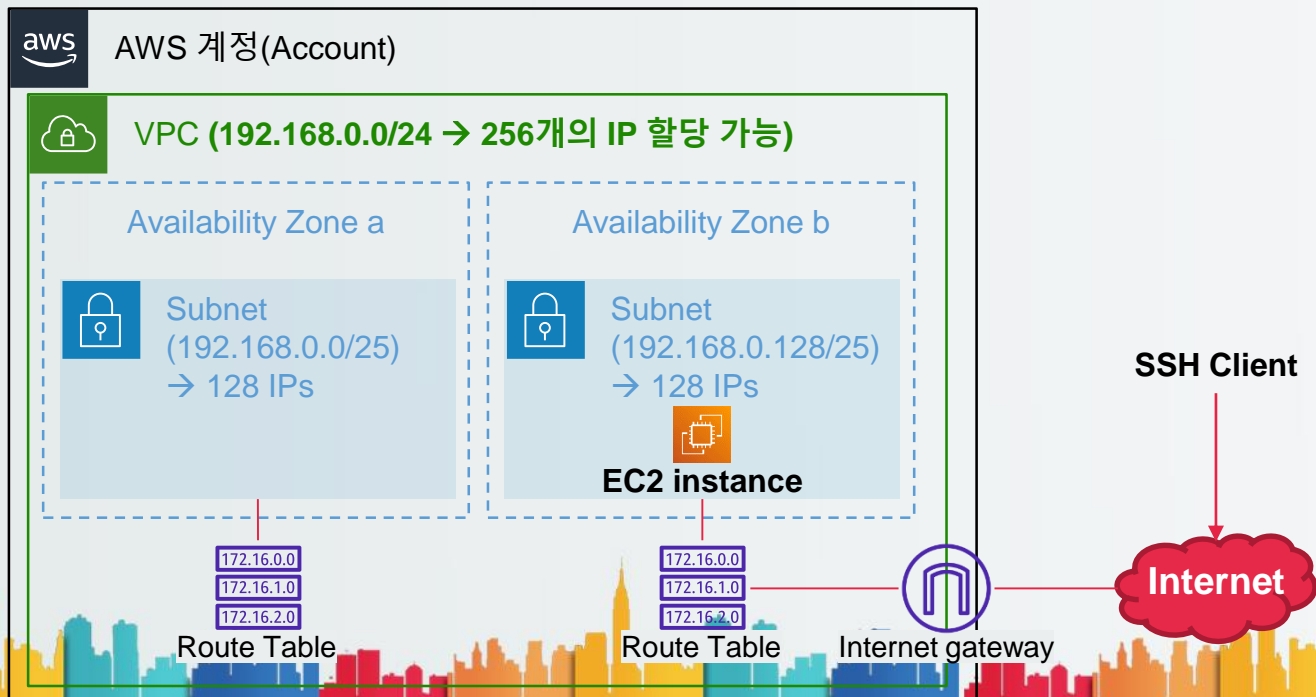 aws
AWS 계정(Account)
VPC (192.168.0.0/24 → 256개의 IP 할당 가능)
Availability Zone a
Subnet
(192.168.0.0/25)
→ 128 IPs
Availability Zone b
Subnet
(192.168.0.128/25)
→ 128 IPs
EC2 instance
SSH Client
172.16.0.0
172.16.1.0
172.16.2.0
Route Table
172.16.0.0
172.16.1.0
172.16.2.0
Route Table
Internet gateway
Internet